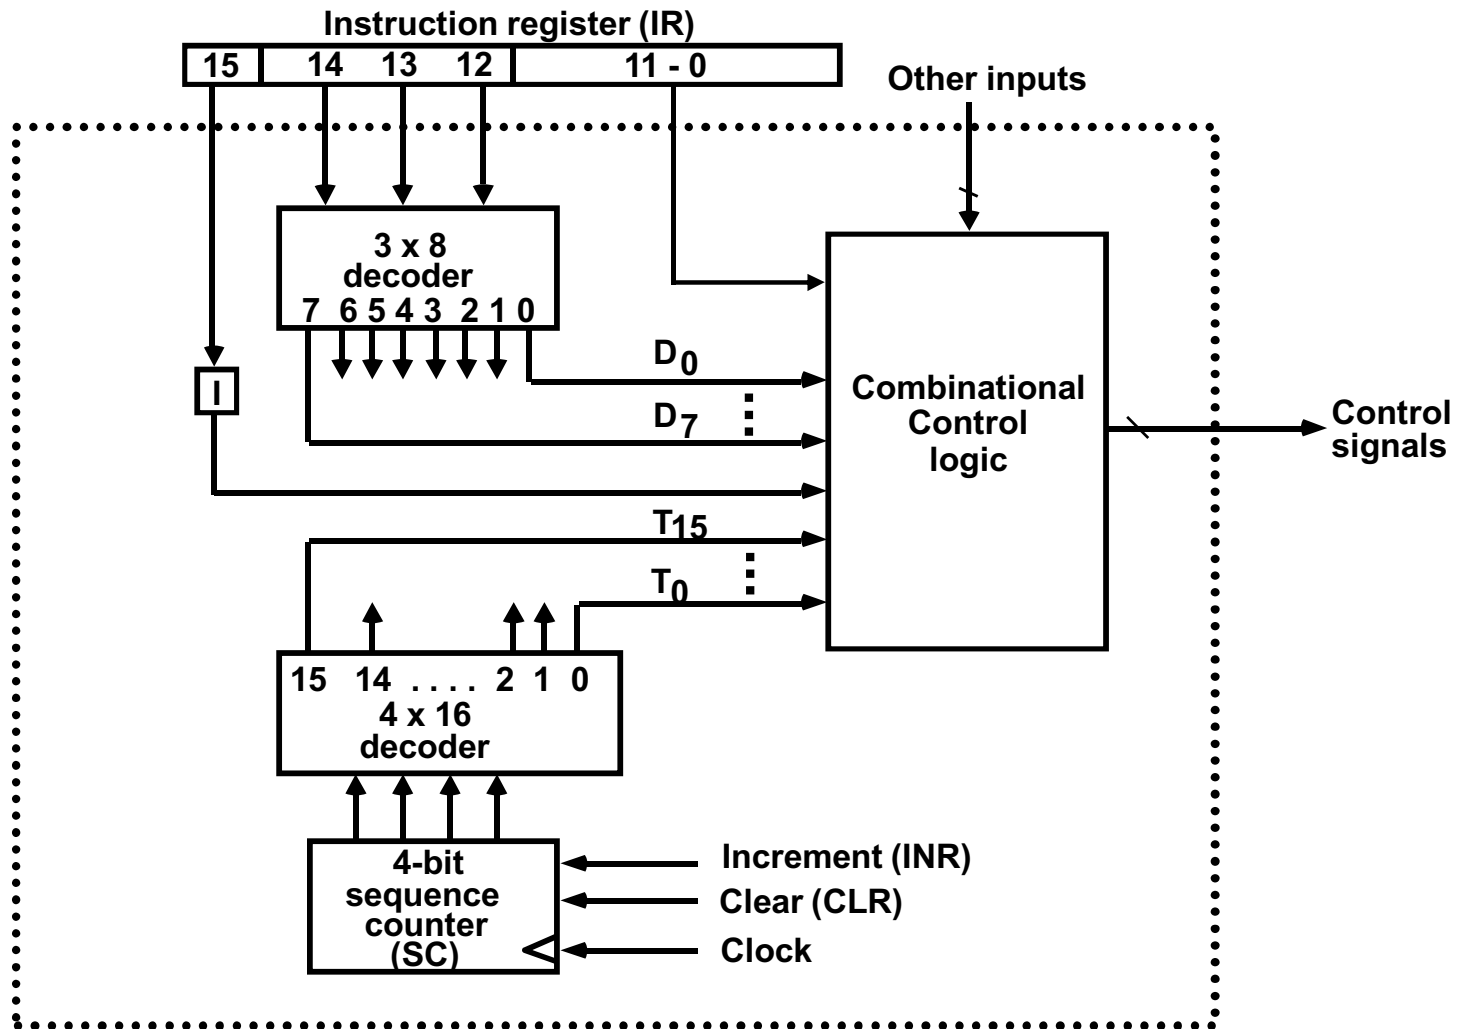 Instruction register (IR)
15 14 13 12 11 - 0
Other inputs
3 x 8
decoder
7 6 5 4 3 2 1 0
D0
I
Combinational
Control
logic
D7
Control
signals
T15
T0
15 14 . . . . 2 1 0
4 x 16
decoder
4-bit
sequence
counter
(SC)
Increment (INR)
Clear (CLR)
Clock